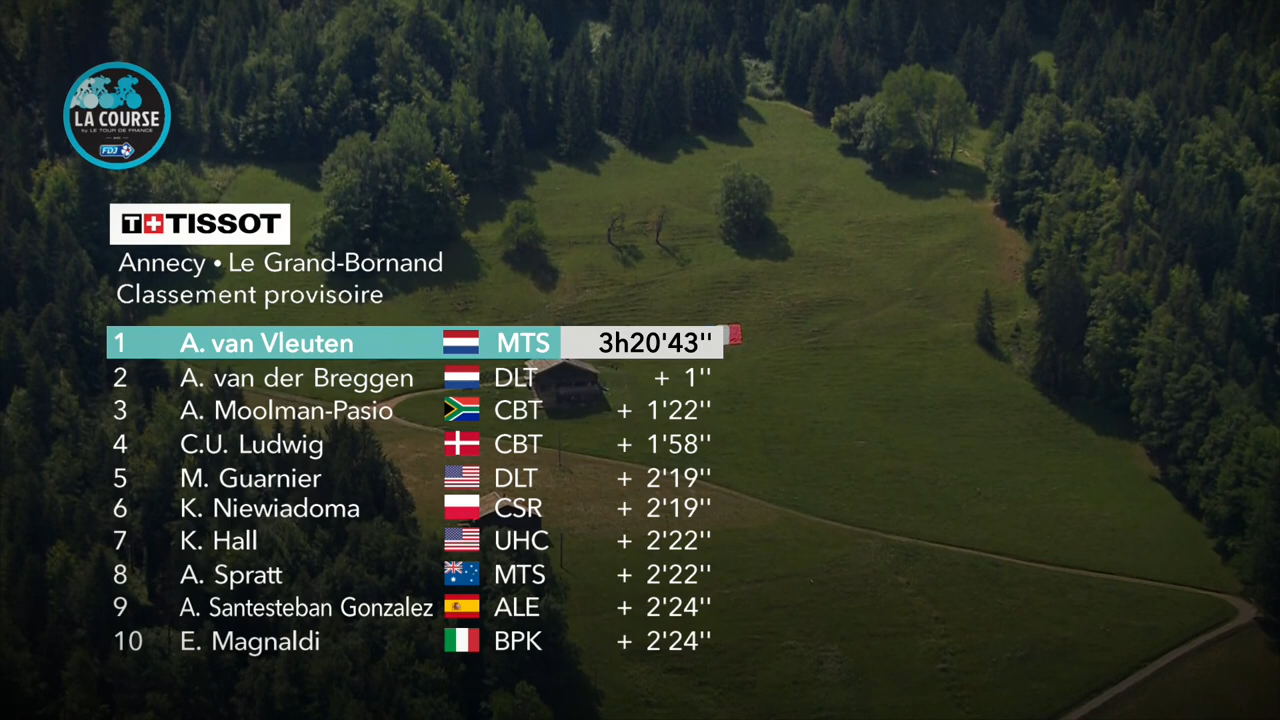 LA COURSE
by LE TOUR DE FRANCE
FDJ
T+TISSOT
Annecy • Le Grand-Bornand
Classement provisoire
1 A. van Vleuten MTS 3h20'43''
2 A. van der Breggen DLT + 1''
3 A. Moolman-Pasio CBT + 1'22''
4 C.U. Ludwig CBT + 1'58''
5 M. Guarnier DLT + 2'19''
6 K. Niewiadoma CSR + 2'19''
7 K. Hall UHC + 2'22''
8 A. Spratt MTS + 2'22''
9 A. Santesteban Gonzalez ALE + 2'24''
10 E. Magnaldi BPK + 2'24''